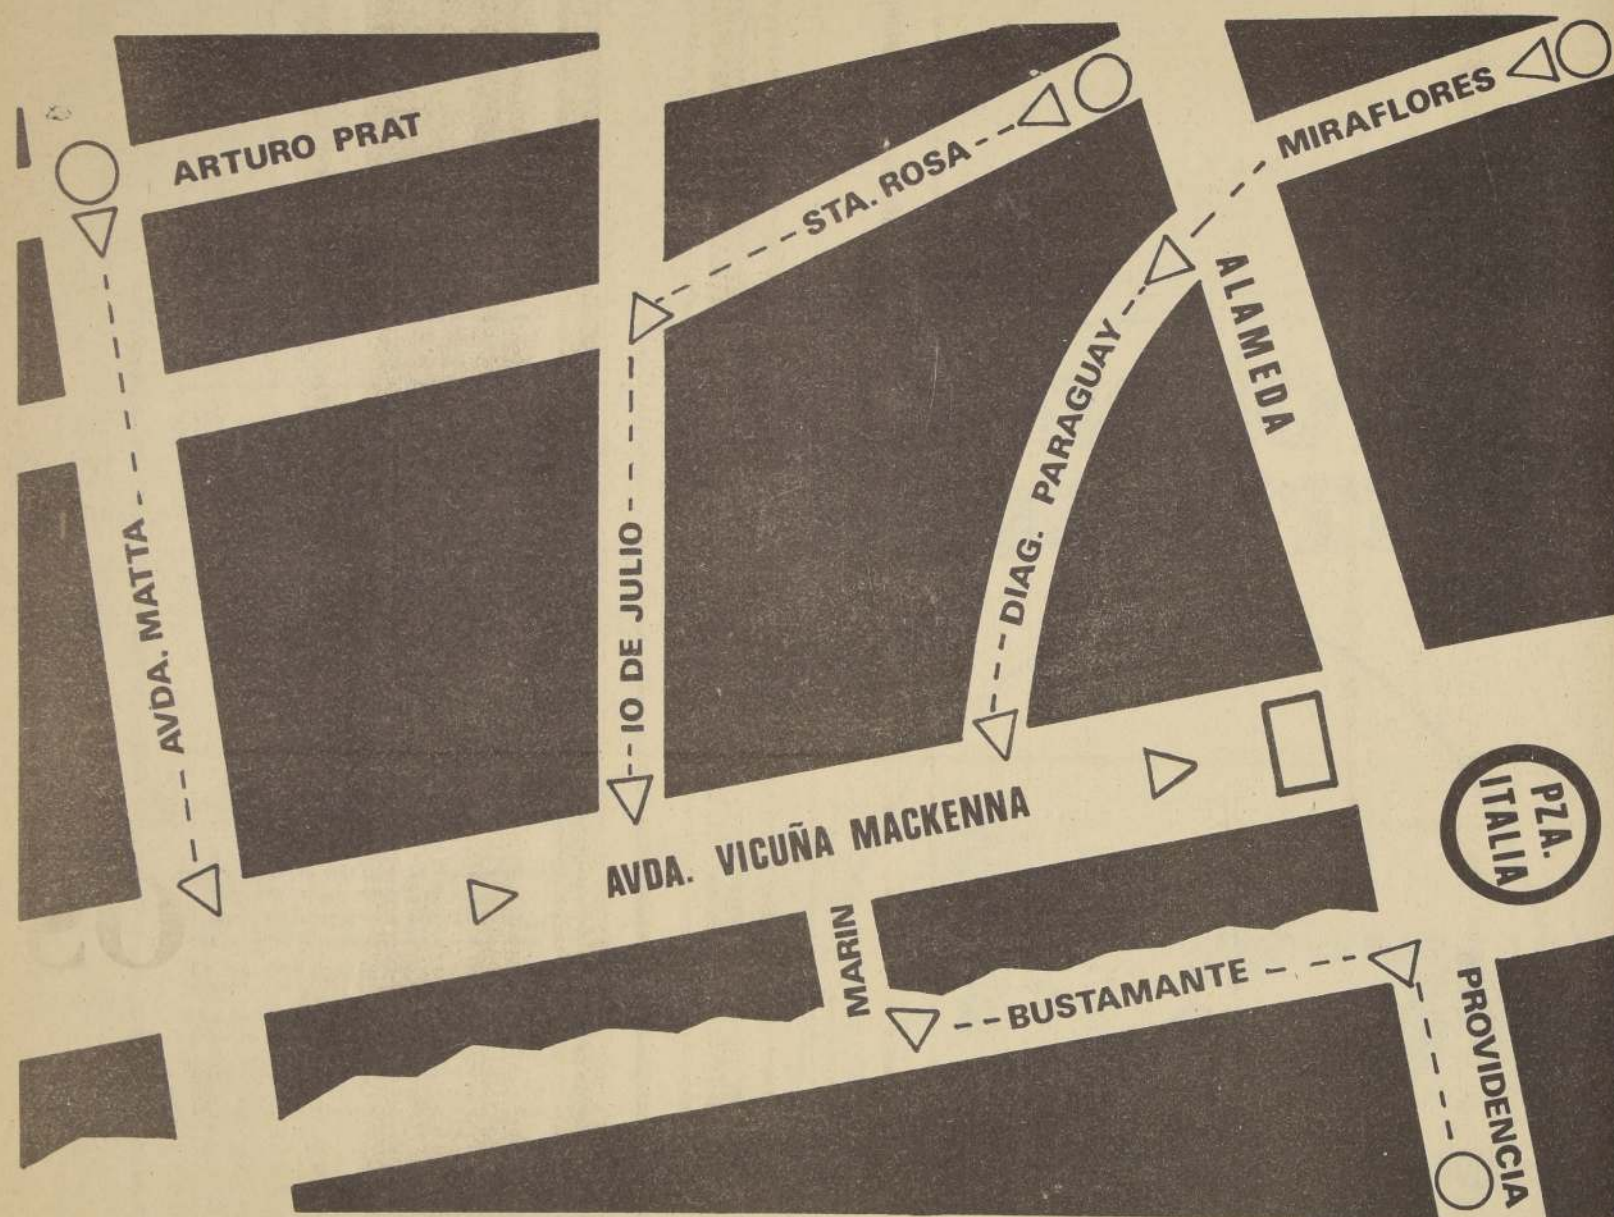 ARTURO PRAT
STA. ROSA
MIRAFLORES
ALAMEDA
DIAG. PARAGUAY
AVDA. MATTA
10 DE JULIO
AVDA. VICUÑA MACKENNA
PZA.
ITALIA
MARIN
BUSTAMANTE
PROVIDENCIA